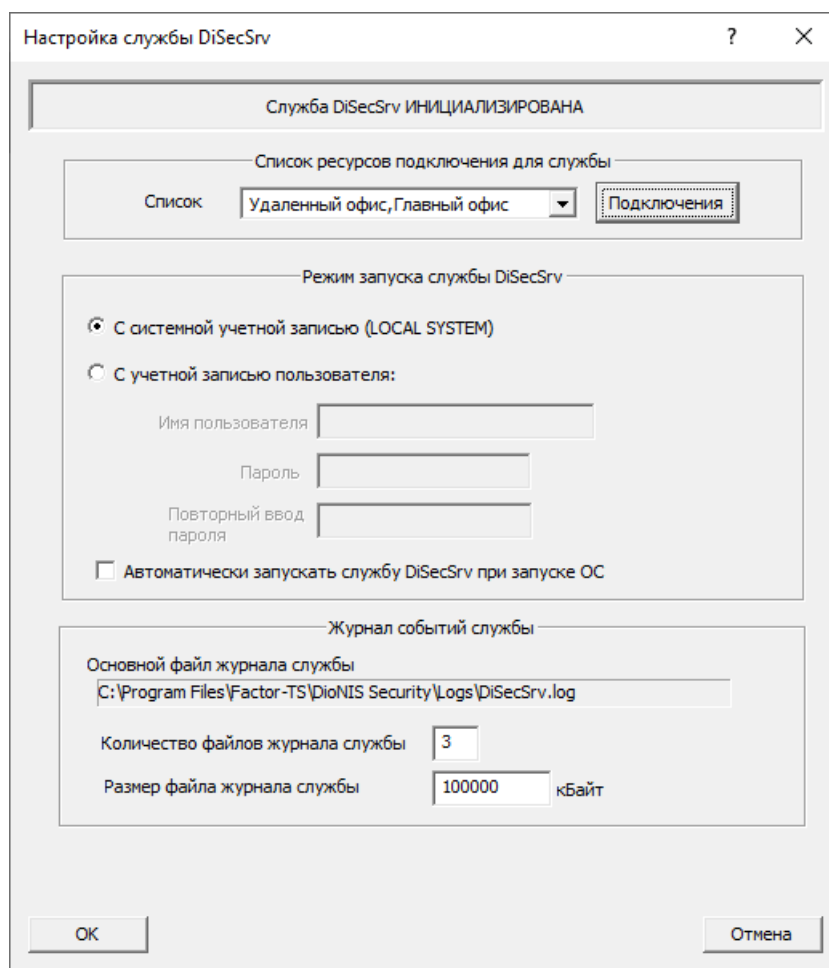 Настройка службы DiSecSrv
?
Служба DiSecSrv ИНИЦИАЛИЗИРОВАНА
Список ресурсов подключения для службы
Список Удаленный офис,Главный офис Подключения
Режим запуска службы DiSecSrv
С системной учетной записью (LOCAL SYSTEM)
С учетной записью пользователя:
Имя пользователя
Пароль
Повторный ввод
пароля
Автоматически запускать службу DiSecSrv при запуске ОС
Журнал событий службы
Основной файл журнала службы
C:\Program Files\Factor-TS\DioNIS Security\Logs\DiSecSrv.log
Количество файлов журнала службы 3
Размер файла журнала службы 100000 кБайт
ОК Отмена